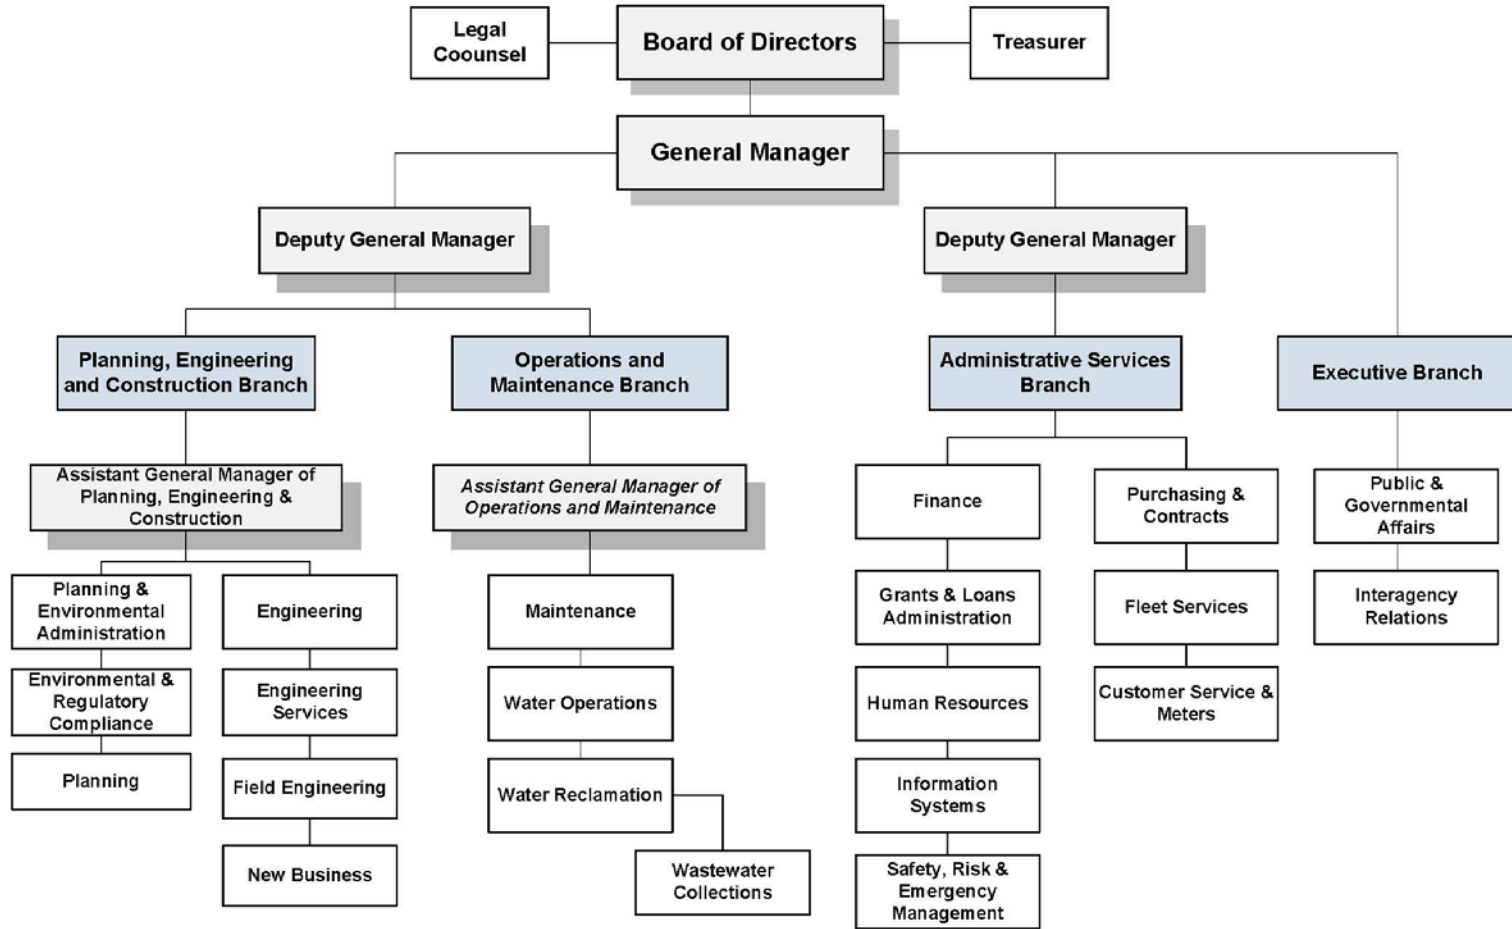 Legal
Coounsel
Board of Directors
Treasurer
General Manager
Deputy General Manager
Deputy General Manager
Planning, Engineering
and Construction Branch
Operations and
Maintenance Branch
Administrative Services
Branch
Executive Branch
Assistant General Manager of
Planning, Engineering &
Construction
Assistant General Manager of
Operations and Maintenance
Finance
Purchasing &
Contracts
Public &
Governmental
Affairs
Planning &
Environmental
Administration
Engineering
Maintenance
Grants & Loans
Administration
Fleet Services
Interagency
Relations
Environmental &
Regulatory
Compliance
Engineering
Services
Water Operations
Human Resources
Customer Service &
Meters
Planning
Field Engineering
Water Reclamation
Information
Systems
New Business
Wastewater
Collections
Safety, Risk &
Emergency
Management